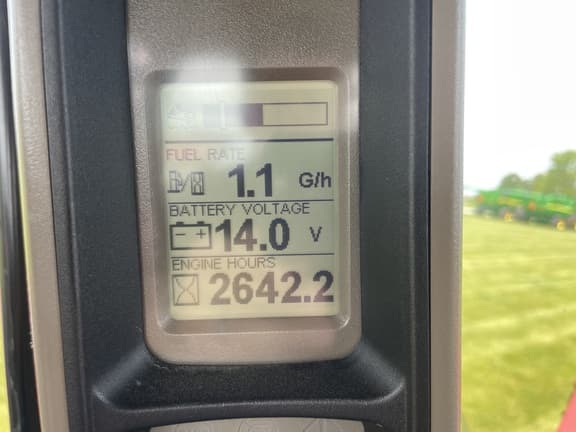 FUEL RATE
1.1 G/h
BATTERY VOLTAGE
14.0 V
ENGINE HOURS
2642.2